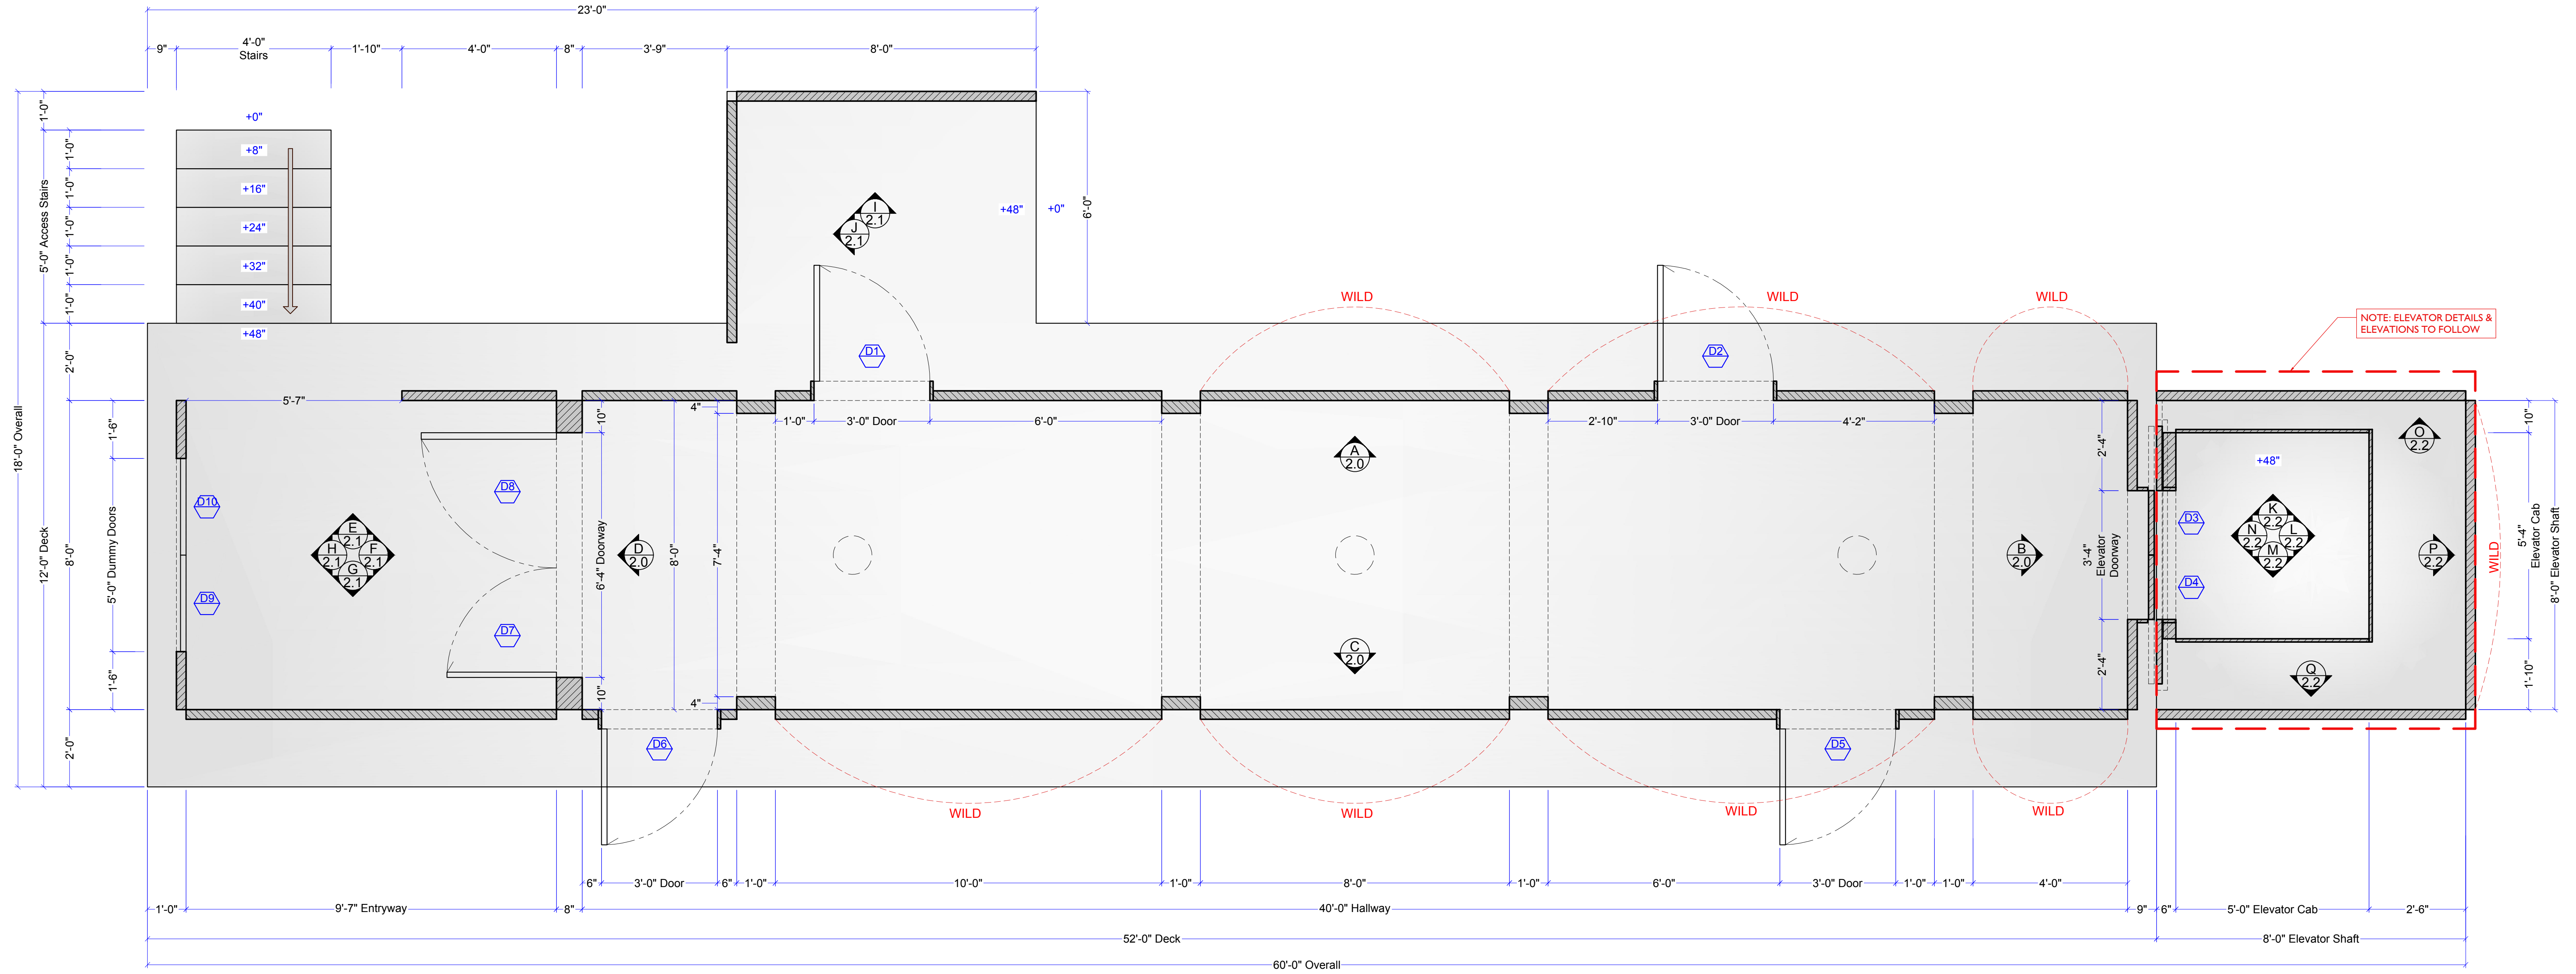 23'-0"
9"
4'-0"
Stairs
1'-10"
4'-0"
8"
3'-9"
8'-0"
18'-0" Overall
1'-0"
5'-0" Access Stairs
12'-0" Deck
1'-0"
1'-0"
1'-0"
1'-0"
1'-0"
2'-0"
8'-0"
2'-0"
+0"
+8"
+16"
+24"
+32"
+40"
+48"
I
2.1
J
2.1
+48"
+0"
6'-0"
WILD
WILD
WILD
NOTE: ELEVATOR DETAILS &
ELEVATIONS TO FOLLOW
D1
D2
5'-7"
1'-6"
5'-0" Dummy Doors
1'-6"
10"
6'-4" Doorway
10"
8'-0"
4"
7'-4"
4"
1'-0"
3'-0" Door
6'-0"
2'-10"
3'-0" Door
4'-2"
D10
D9
D8
D7
E
2.1
H
2.1
F
2.1
G
2.1
D
2.0
A
2.0
C
2.0
B
2.0
2'-4"
3'-4"
Elevator
Doorway
2'-4"
D3
D4
+48"
K
2.2
N
2.2
L
2.2
M
2.2
O
2.2
P
2.2
Q
2.2
WILD
10"
5'-4"
Elevator Cab
1'-10"
8'-0" Elevator Shaft
D6
D5
WILD
WILD
WILD
WILD
6"
3'-0" Door
6"
1'-0"
10'-0"
1'-0"
8'-0"
1'-0"
6'-0"
3'-0" Door
1'-0"
1'-0"
4'-0"
1'-0"
9'-7" Entryway
8"
40'-0" Hallway
9"
6"
5'-0" Elevator Cab
2'-6"
52'-0" Deck
8'-0" Elevator Shaft
60'-0" Overall